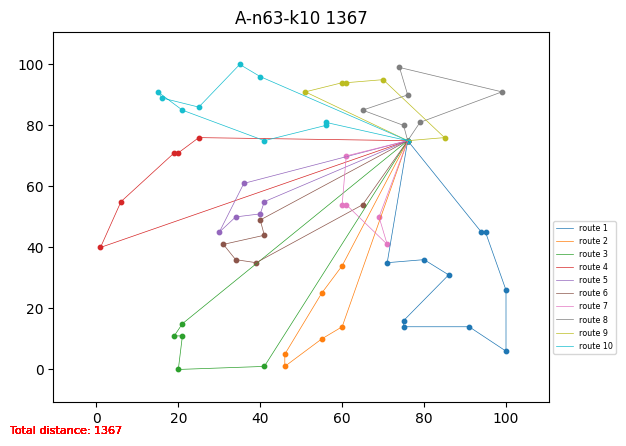 A-n63-k10 1367
100
80
60
40
20
0
0 20 40 60 80 100
route 1
route 2
route 3
route 4
route 5
route 6
route 7
route 8
route 9
route 10
Total distance: 1367